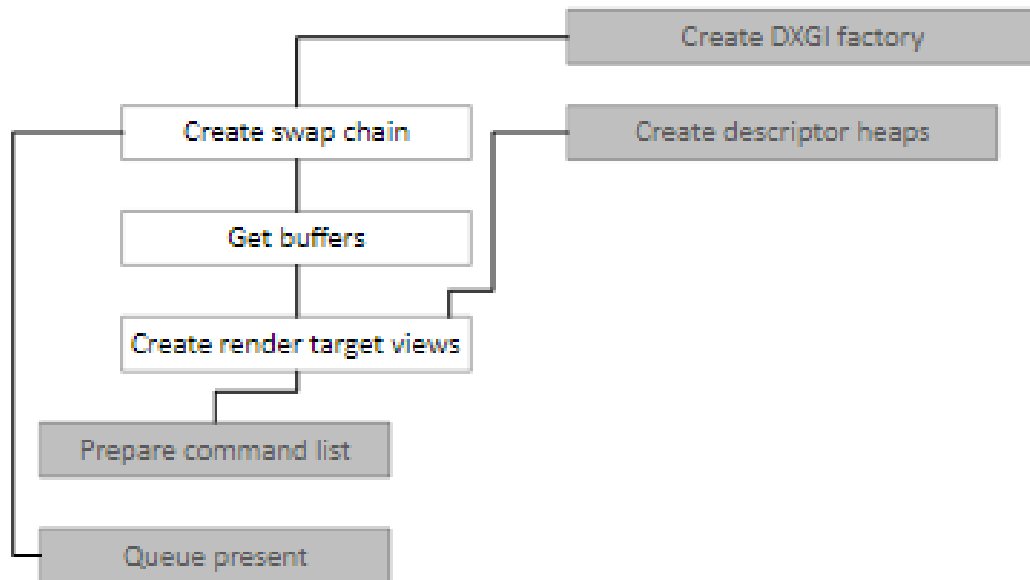 Create DXGI factory
Create swap chain
Create descriptor heaps
Get buffers
Create render target views
Prepare command list
Queue present